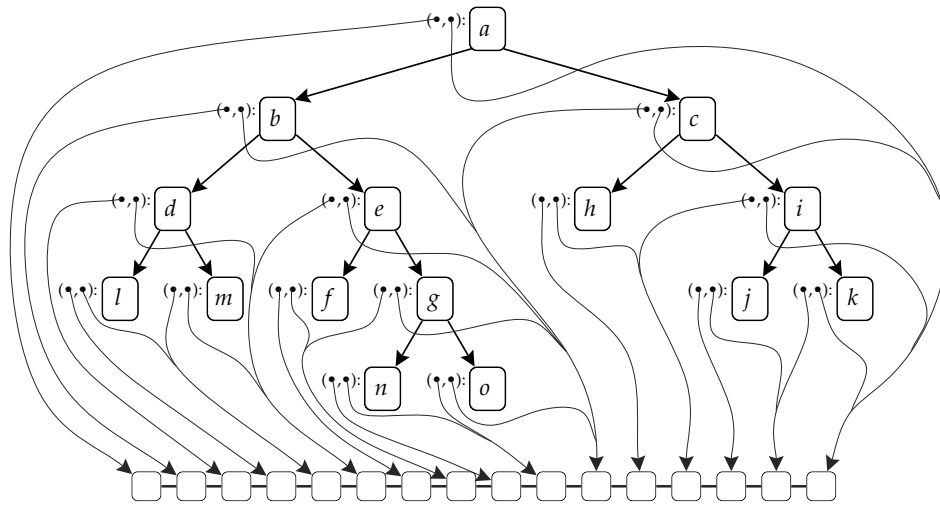 (•,•): a
(•,•): b (•,•): c
(•,•): d (•,•): e (•,•): h (•,•): i
(•,•): l (•,•): m (•,•): f (•,•): g (•,•): j (•,•): k
(•,•): n (•,•): o